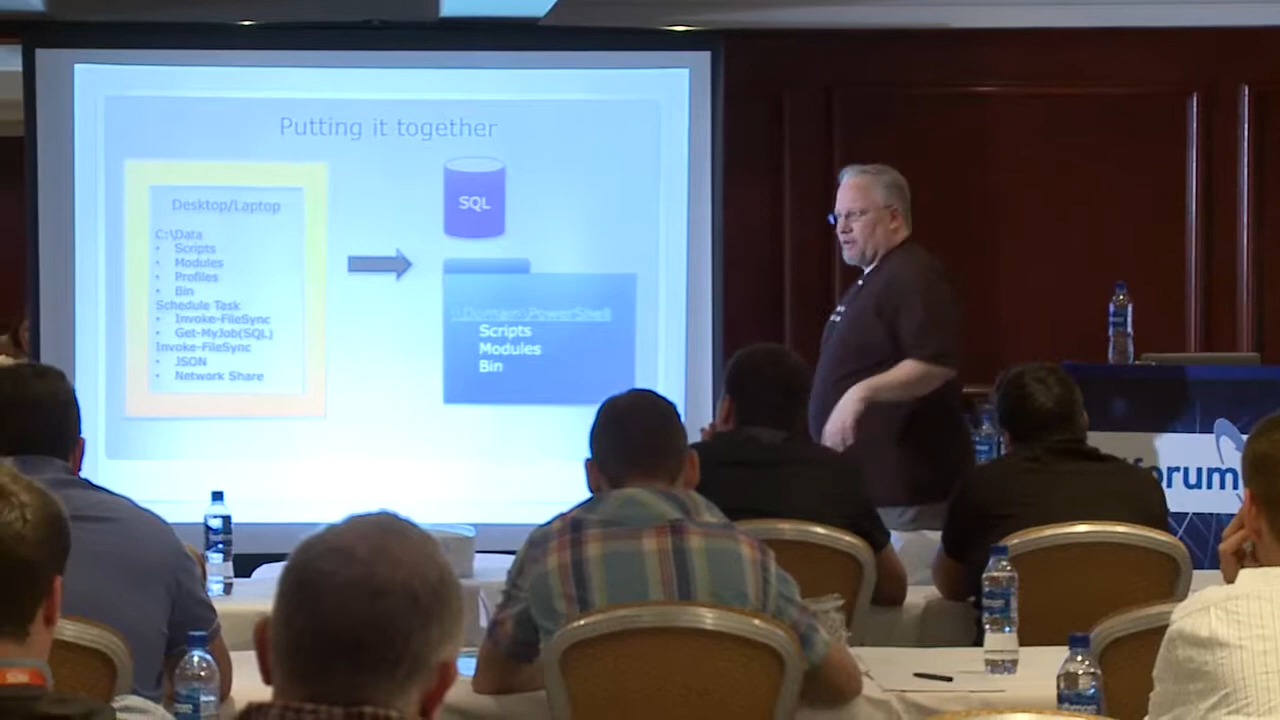 Putting it together
Desktop/Laptop
C:\Data
• Scripts
• Modules
• Profiles
• Bin
Schedule Task
• Invoke-FileSync
• Get-MyJob(SQL)
Invoke-FileSync
• JSON
• Network Share
SQL
\\Domain\PowerShell
Scripts
Modules
Bin
forum